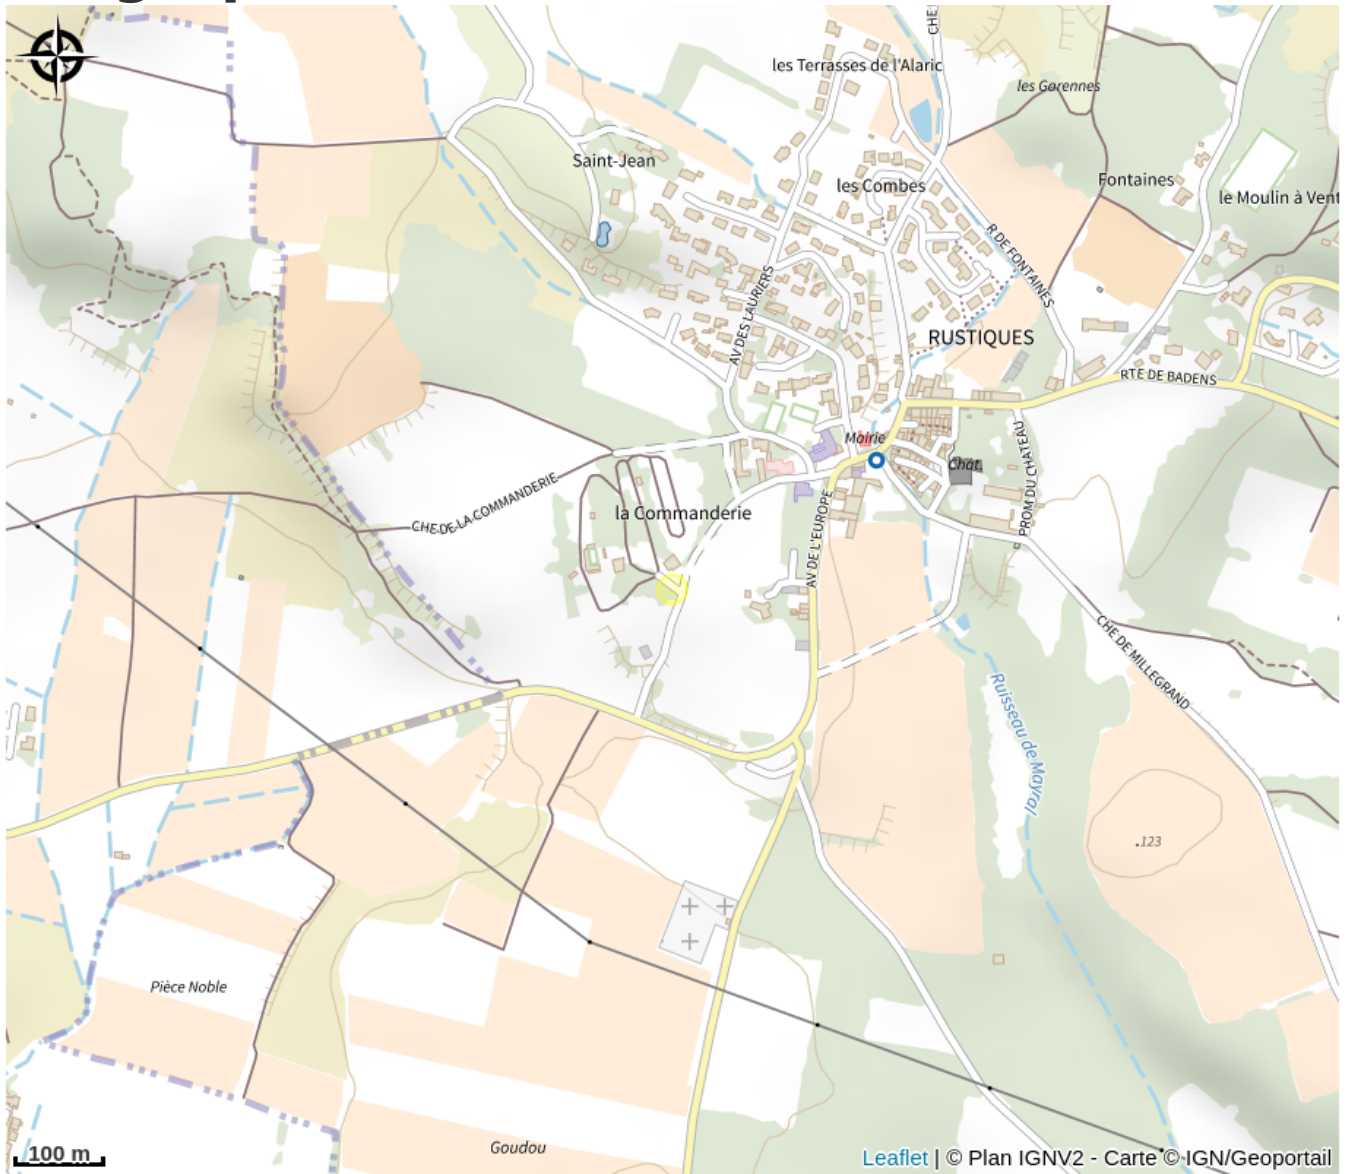 CHE
les Terrasses de l'Alaric
les Garennes
Saint-Jean
les Combes
Fontaines
le Moulin à Vent
R DE FONTAINES
AV DES LAURIERS
RUSTIQUES
RTE DE BADENS
Mairie
Chât.
PROM DU CHATEAU
CHE DE LA COMMANDERIE
la Commanderie
AV DE L'EUROPE
CHE DE MILLEGRAND
Ruisseau de Mayral
123
Pièce Noble
Goudou
100 m
Leaflet | © Plan IGNV2 - Carte © IGN/Geoportail